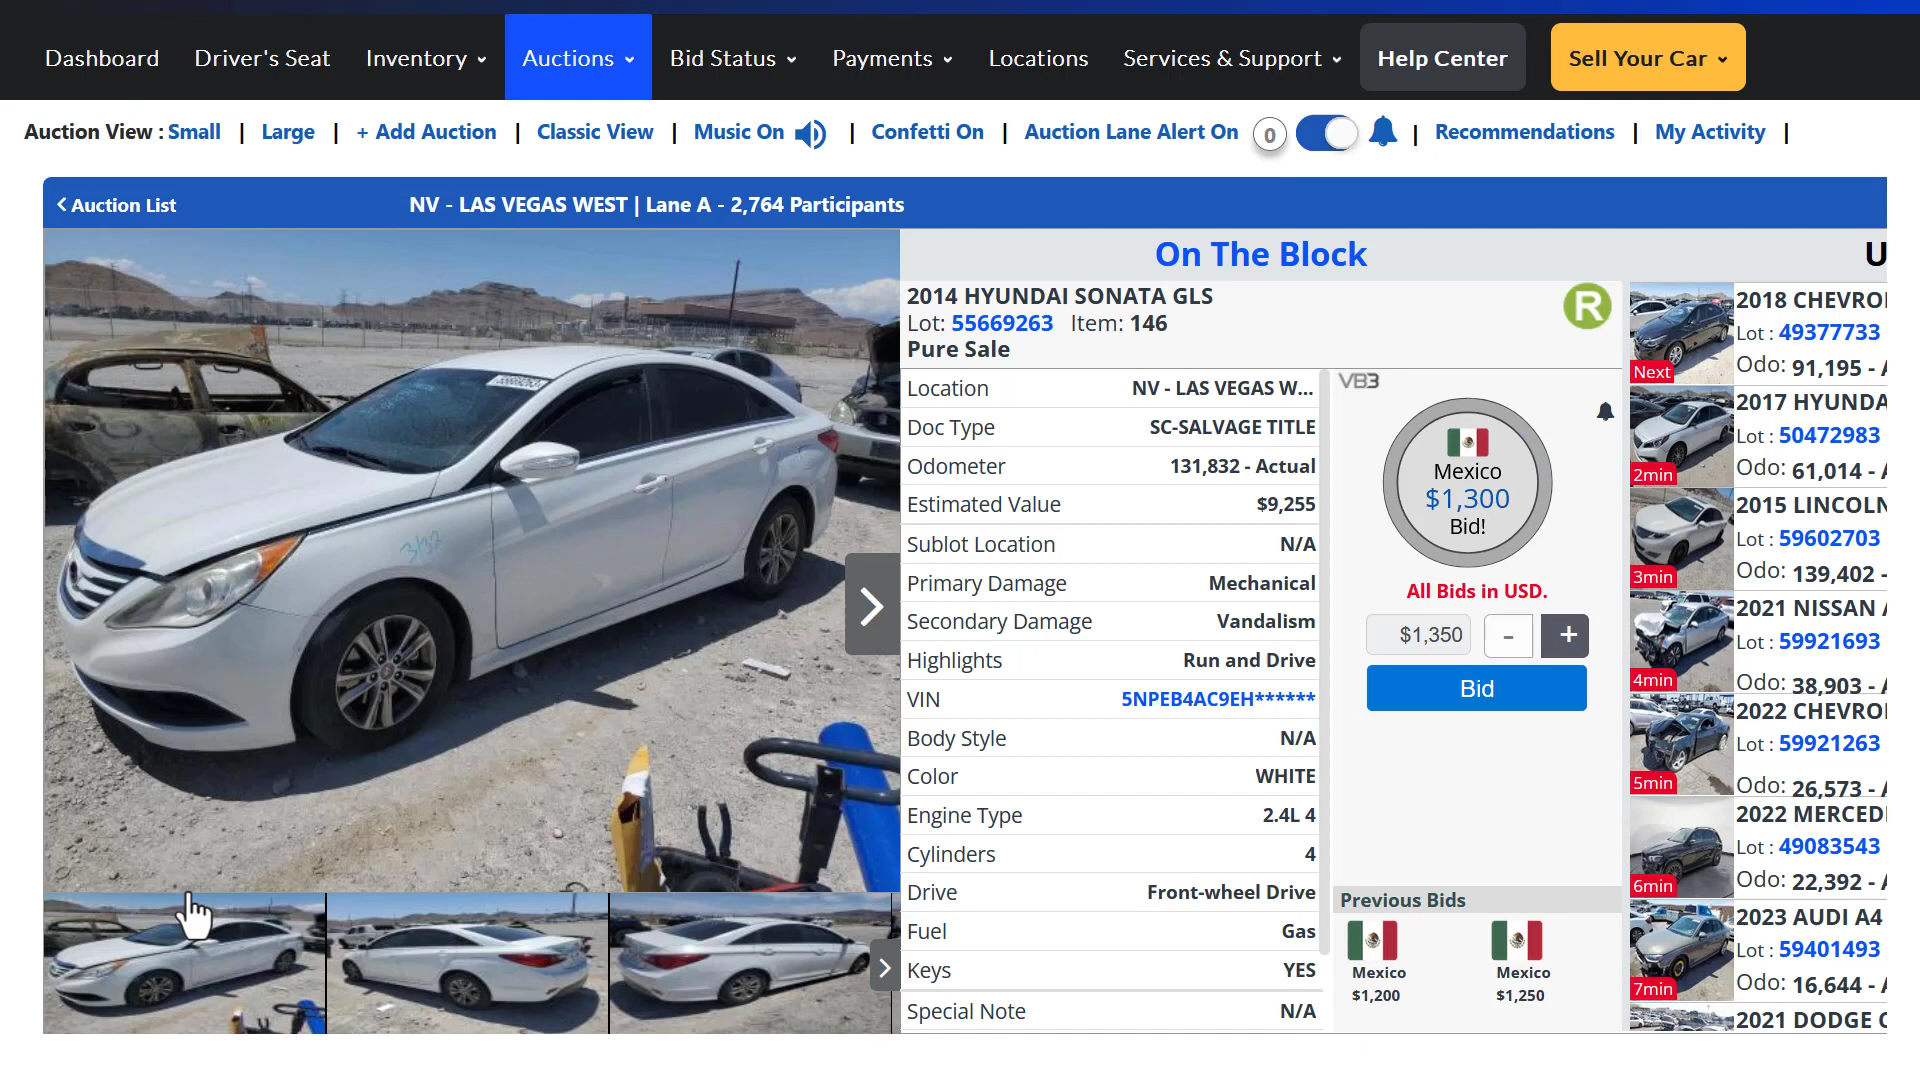 Dashboard Driver's Seat Inventory Auctions Bid Status Payments Locations Services & Support Help Center Sell Your Car
Auction View : Small | Large | + Add Auction | Classic View | Music On | Confetti On | Auction Lane Alert On 0 | Recommendations | My Activity |
< Auction List NV - LAS VEGAS WEST | Lane A - 2,764 Participants
On The Block
2014 HYUNDAI SONATA GLS
Lot: 55669263 Item: 146
Pure Sale
R
Location NV - LAS VEGAS W...
Doc Type SC-SALVAGE TITLE
Odometer 131,832 - Actual
Estimated Value $9,255
Sublot Location N/A
Primary Damage Mechanical
Secondary Damage Vandalism
Highlights Run and Drive
VIN 5NPEB4AC9EH******
Body Style N/A
Color WHITE
Engine Type 2.4L 4
Cylinders 4
Drive Front-wheel Drive
Fuel Gas
Keys YES
Special Note N/A
VB3
Mexico
$1,300
Bid!
All Bids in USD.
$1,350 - +
Bid
Previous Bids
Mexico
$1,200
Mexico
$1,250
U
2018 CHEVROL
Lot : 49377733
Odo: 91,195 - A
Next
2017 HYUNDA
Lot : 50472983
Odo: 61,014 - A
2min
2015 LINCOLN
Lot : 59602703
Odo: 139,402 -
3min
2021 NISSAN A
Lot : 59921693
Odo: 38,903 - A
4min
2022 CHEVROL
Lot : 59921263
Odo: 26,573 - A
5min
2022 MERCED
Lot : 49083543
Odo: 22,392 - A
6min
2023 AUDI A4
Lot : 59401493
Odo: 16,644 - A
7min
2021 DODGE C